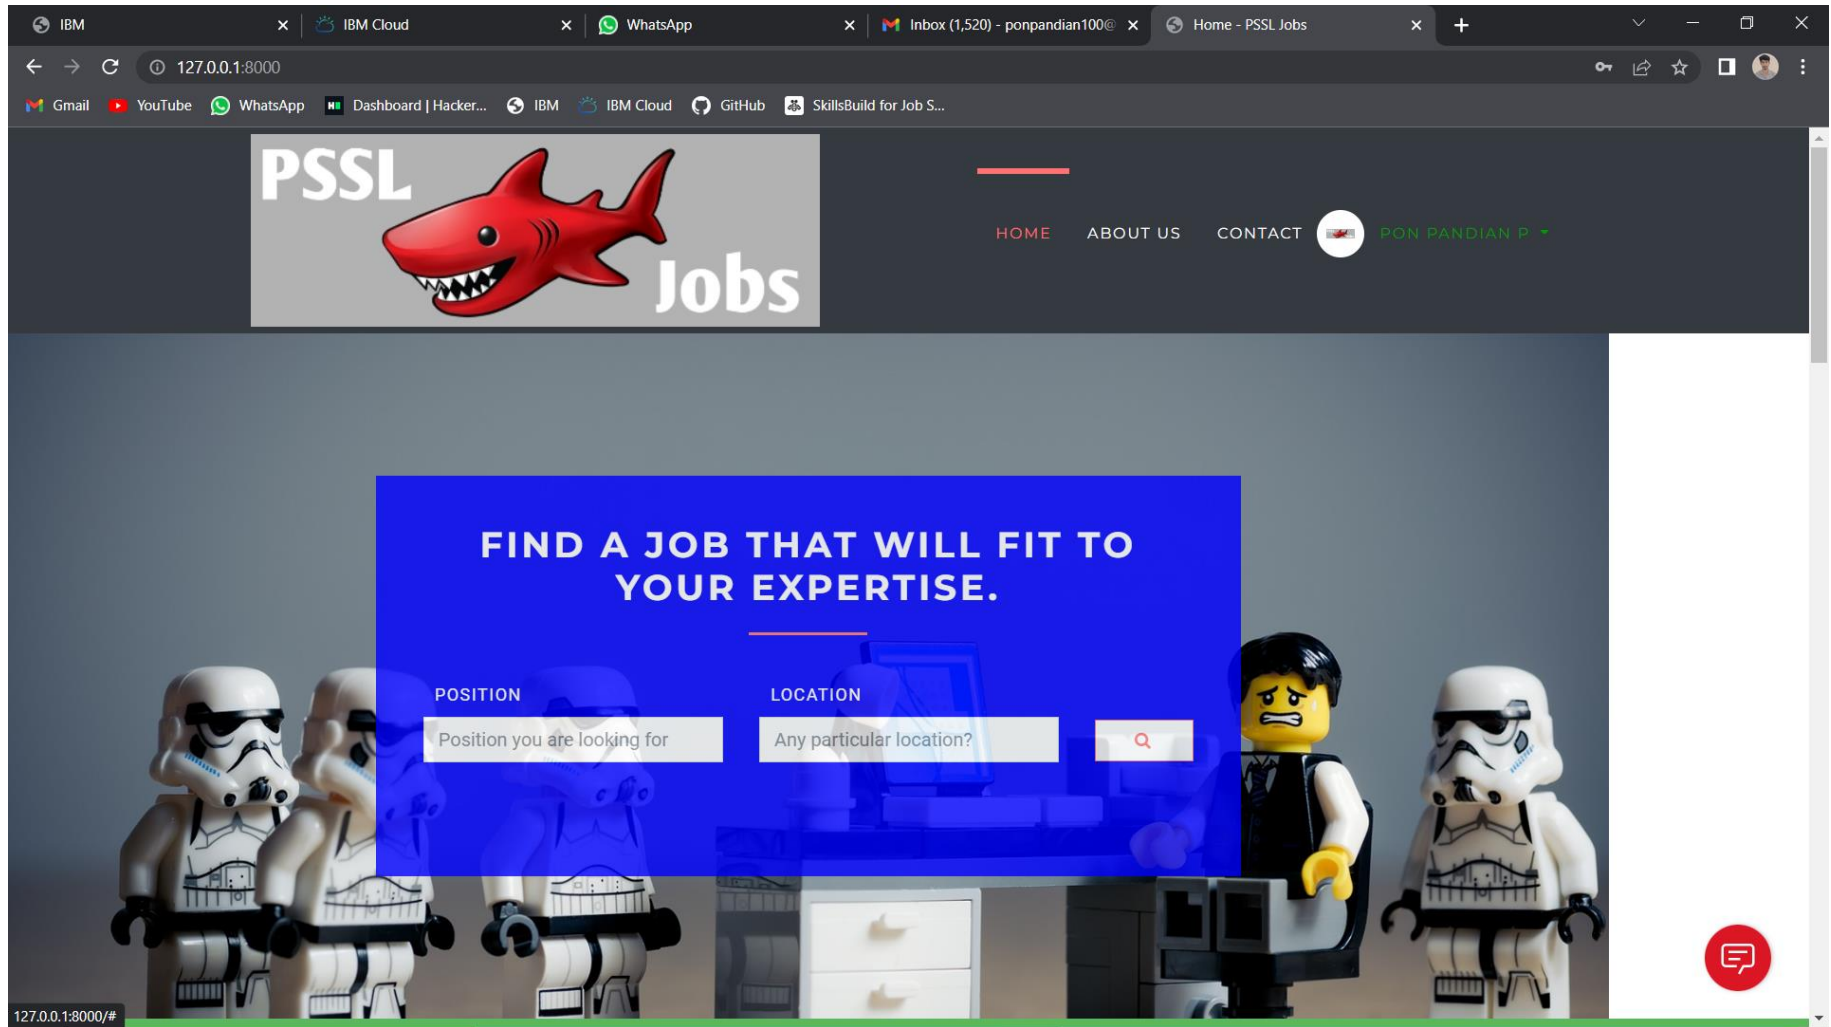 IBM
IBM Cloud
WhatsApp
Inbox (1,520) - ponpandian100@
Home - PSSL Jobs
127.0.0.1:8000
Gmail
YouTube
WhatsApp
Dashboard | Hacker...
IBM
IBM Cloud
GitHub
SkillsBuild for Job S...
PSSL
Jobs
HOME
ABOUT US
CONTACT
PON PANDIAN P
FIND A JOB THAT WILL FIT TO
YOUR EXPERTISE.
POSITION
LOCATION
Position you are looking for
Any particular location?
127.0.0.1:8000/#